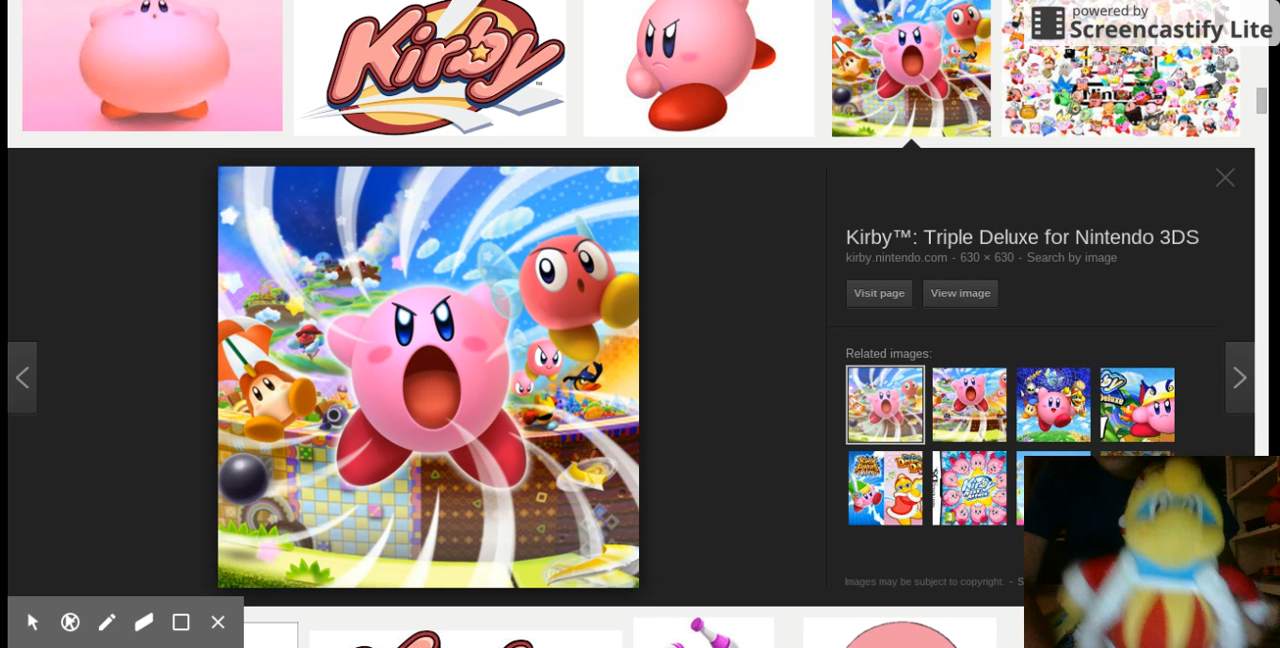 powered by
Screencastify Lite
Kirby
TM
Kirby™: Triple Deluxe for Nintendo 3DS
kirby.nintendo.com - 630 × 630 - Search by image
Visit page
View image
Related images:
Images may be subject to copyright. - S